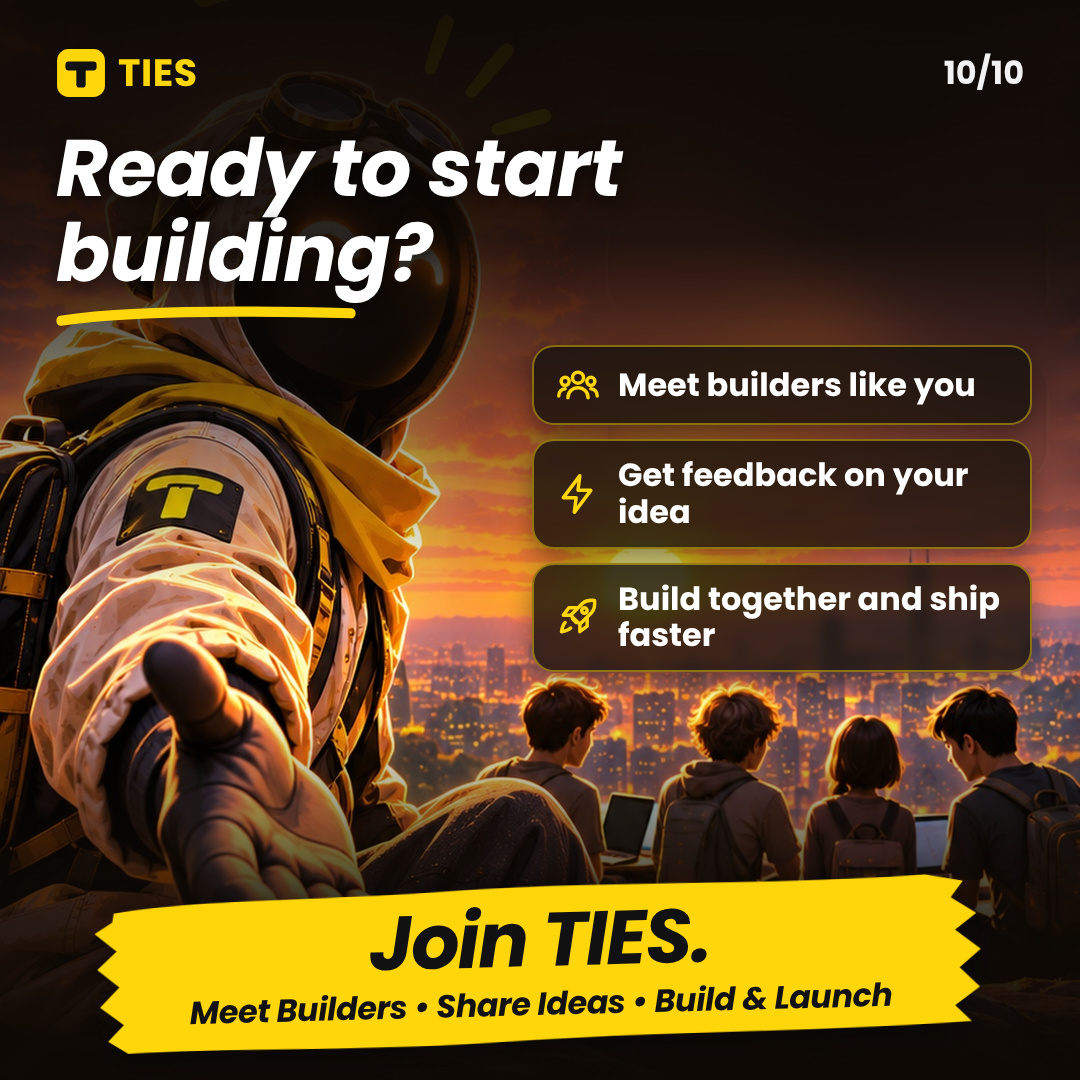 TIES
10/10
Ready to start
building?
Meet builders like you
Get feedback on your
idea
Build together and ship
faster
Join TIES.
Meet Builders • Share Ideas • Build & Launch